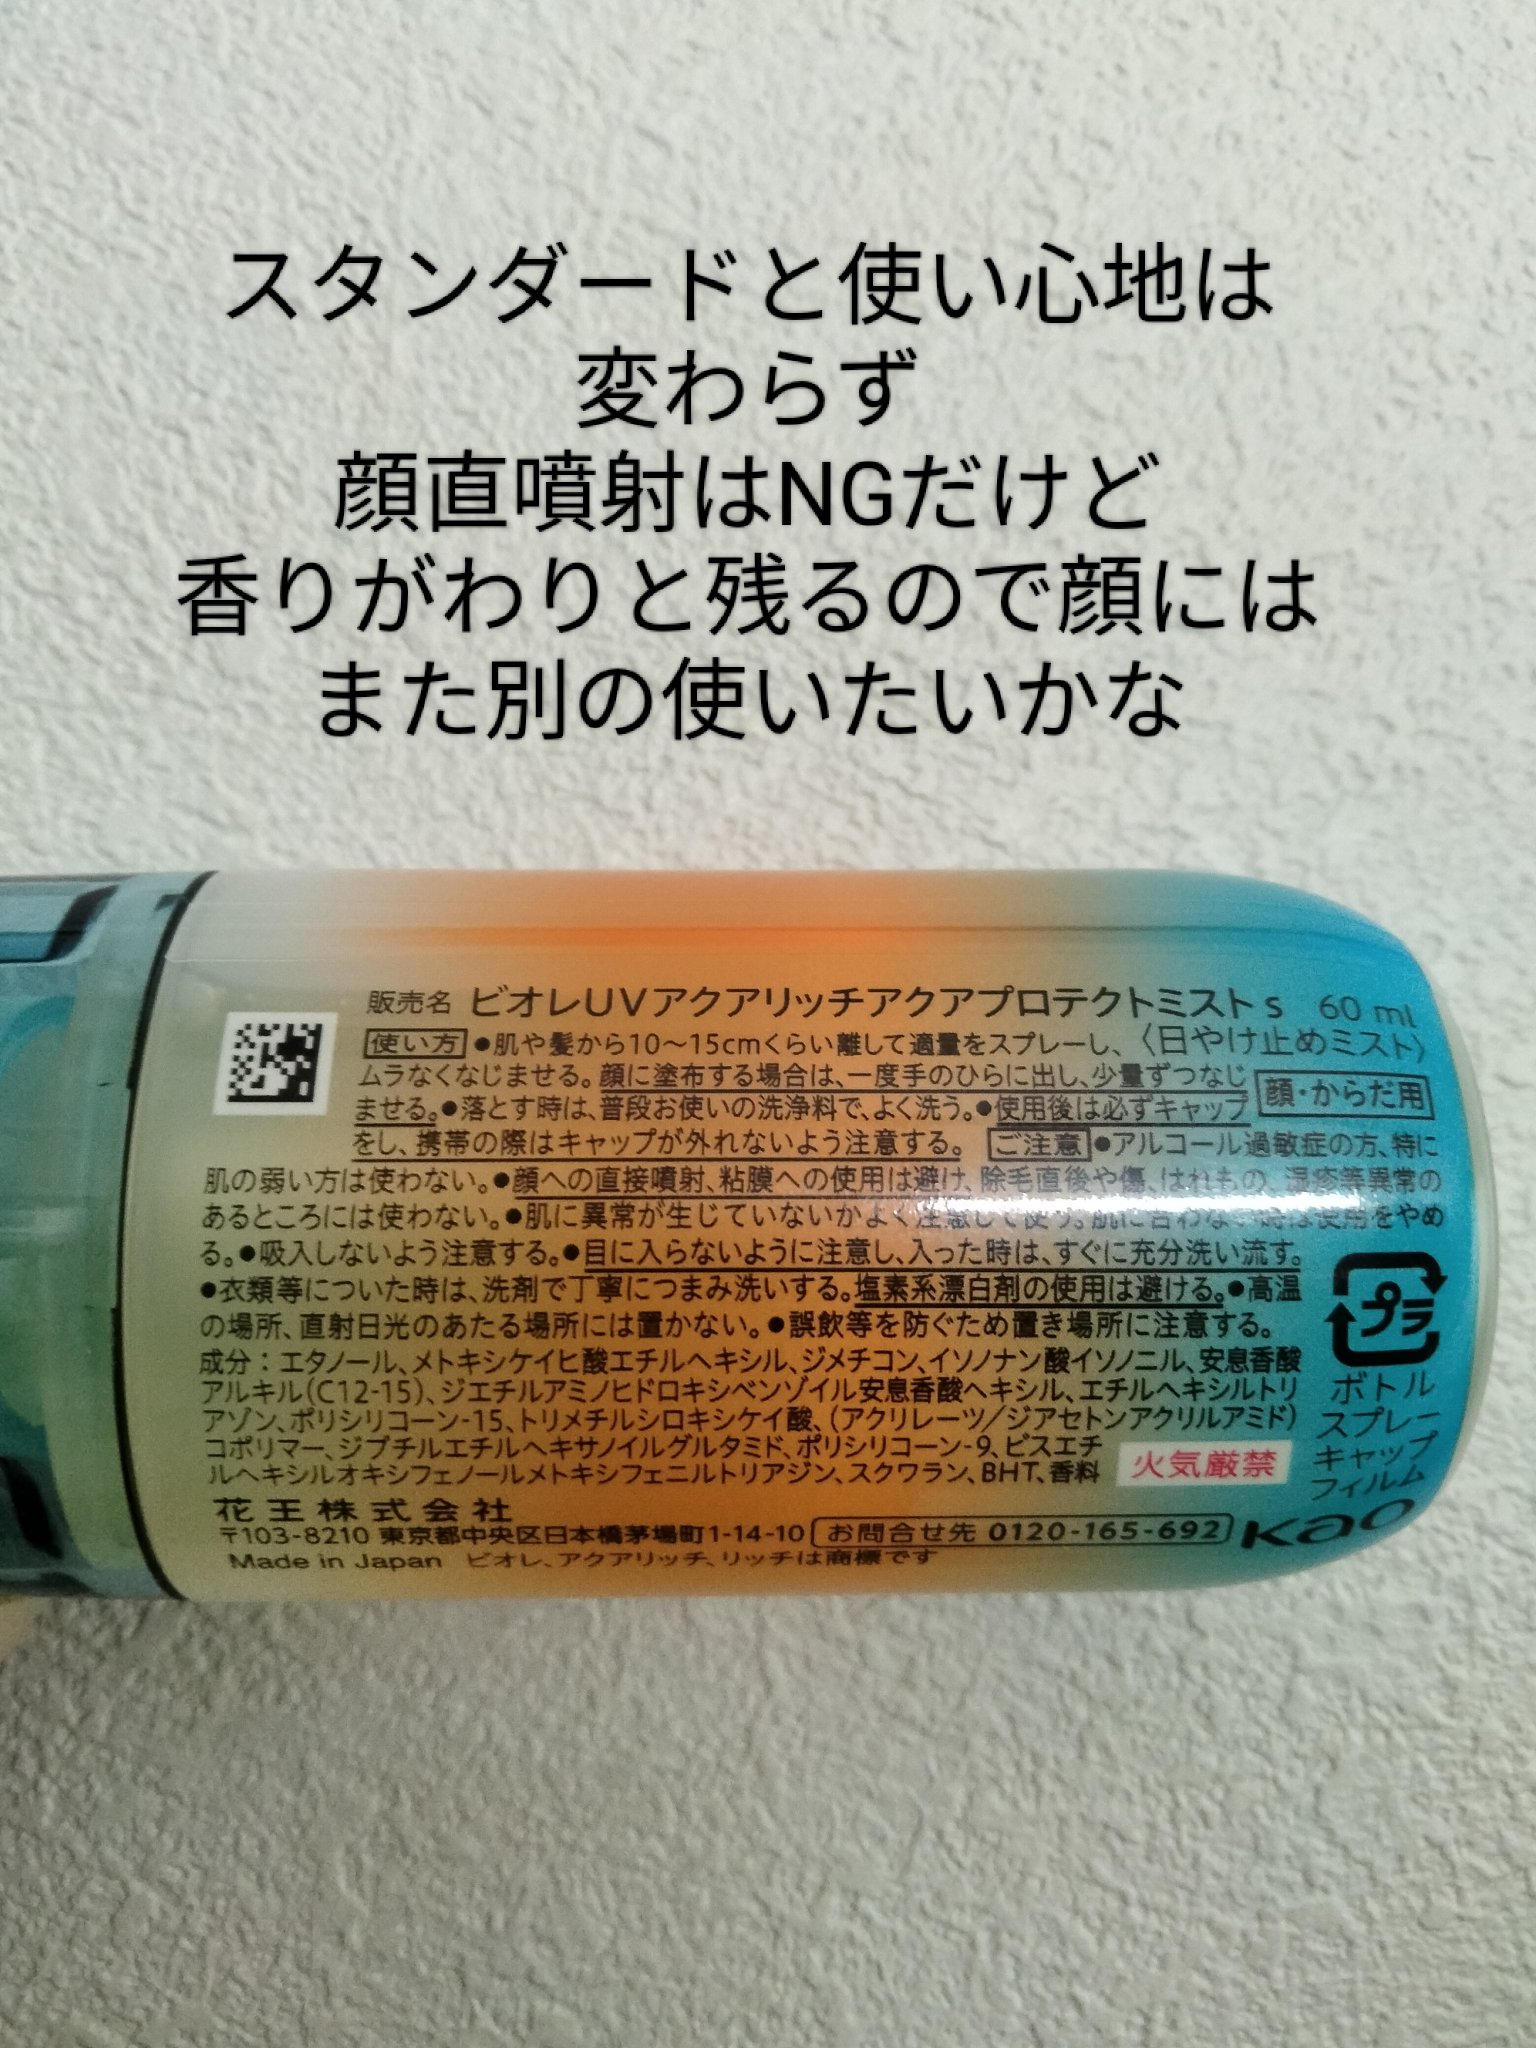 スタンダードと使い心地は
変わらず
顔直噴射はNGだけど
香りがわりと残るので顔には
また別の使いたいかな
販売名 ビオレUVアクアリッチアクアプロテクトミストs 60ml
使い方 ●肌や髪から10〜15cmくらい離して適量をスプレーし、〈日やけ止めミスト〉
ムラなくなじませる。顔に塗布する場合は、一度手のひらに出し、少量ずつなじ
ませる。●落とす時は、普段お使いの洗浄料で、よく洗う。●使用後は必ずキャップ
顔・からだ用
をし、携帯の際はキャップが外れないよう注意する。 ご注意 ●アルコール過敏症の方、特に
肌の弱い方は使わない。●顔への直接噴射、粘膜への使用は避け、除毛直後や傷、はれもの、湿疹等異常の
あるところには使わない。●肌に異常が生じていないかよく注意して使う。肌に合わない時は使用をやめ
る。●吸入しないよう注意する。●目に入らないように注意し、入った時は、すぐに充分洗い流す。
●衣類等についた時は、洗剤で丁寧につまみ洗いする。塩素系漂白剤の使用は避ける。●高温
の場所、直射日光のあたる場所には置かない。●誤飲等を防ぐため置き場所に注意する。
成分：エタノール、メトキシケイヒ酸エチルヘキシル、ジメチコン、イソノナン酸イソノニル、安息香酸
アルキル(C12-15)、ジエチルアミノヒドロキシベンゾイル安息香酸ヘキシル、エチルヘキシルトリ
アゾン、ポリシリコーン-15、トリメチルシロキシケイ酸、(アクリレーツ/ジアセトンアクリルアミド)
コポリマー、ジブチルエチルヘキサノイルグルタミド、ポリシリコーン-9、ビスエチ
ルヘキシルオキシフェノールメトキシフェニルトリアジン、スクワラン、BHT、香料
火気厳禁
プラ
ボトル
スプレー
キャップ
フィルム
花王株式会社
〒103-8210 東京都中央区日本橋茅場町1-14-10 お問合せ先 0120-165-692
Kao
Made in Japan ビオレ、アクアリッチ、リッチは商標です